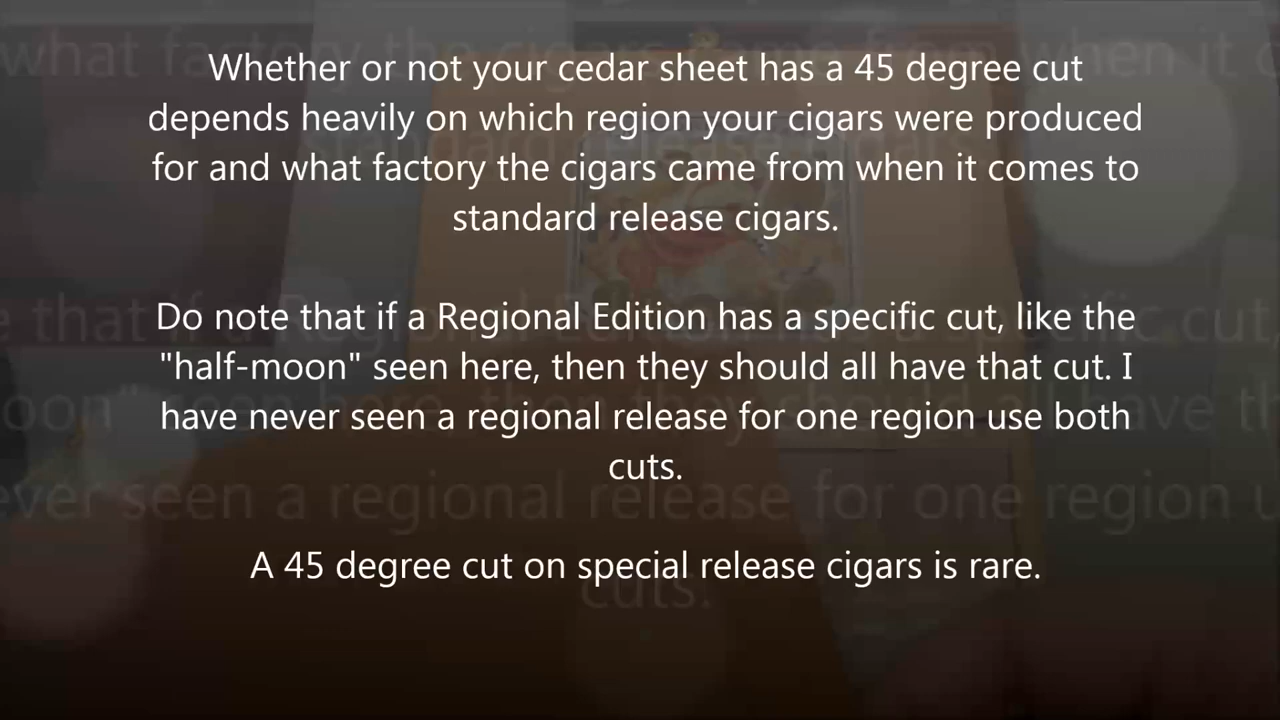 Whether or not your cedar sheet has a 45 degree cut
depends heavily on which region your cigars were produced
for and what factory the cigars came from when it comes to
standard release cigars.
Do note that if a Regional Edition has a specific cut, like the
"half-moon" seen here, then they should all have that cut. I
have never seen a regional release for one region use both
cuts.
A 45 degree cut on special release cigars is rare.